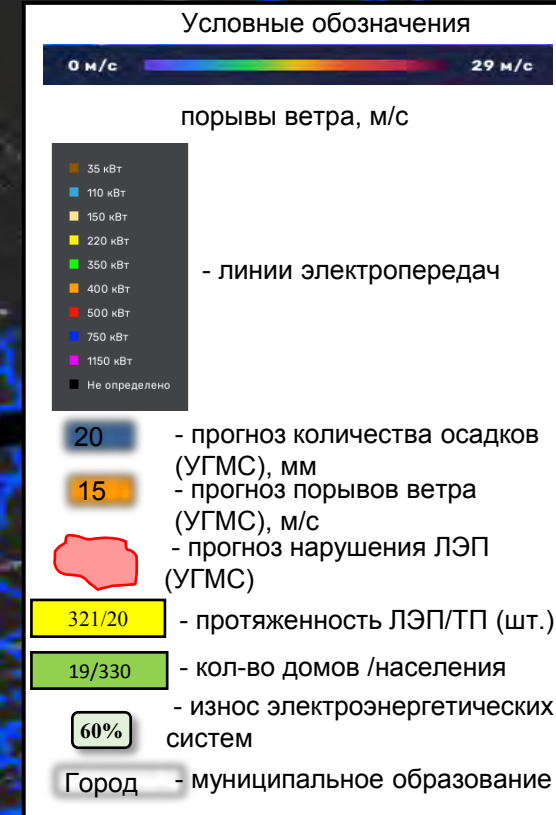 Условные обозначения
0 м/с 29 м/с
порывы ветра, м/с
35 кВт
110 кВт
150 кВт
220 кВт
350 кВт
400 кВт
500 кВт
750 кВт
1150 кВт
Не определено
- линии электропередач
20 - прогноз количества осадков
(УГМС), мм
15 - прогноз порывов ветра
(УГМС), м/с
- прогноз нарушения ЛЭП
(УГМС)
321/20 - протяженность ЛЭП/ТП (шт.)
19/330 - кол-во домов /населения
60% - износ электроэнергетических
систем
Город - муниципальное образование